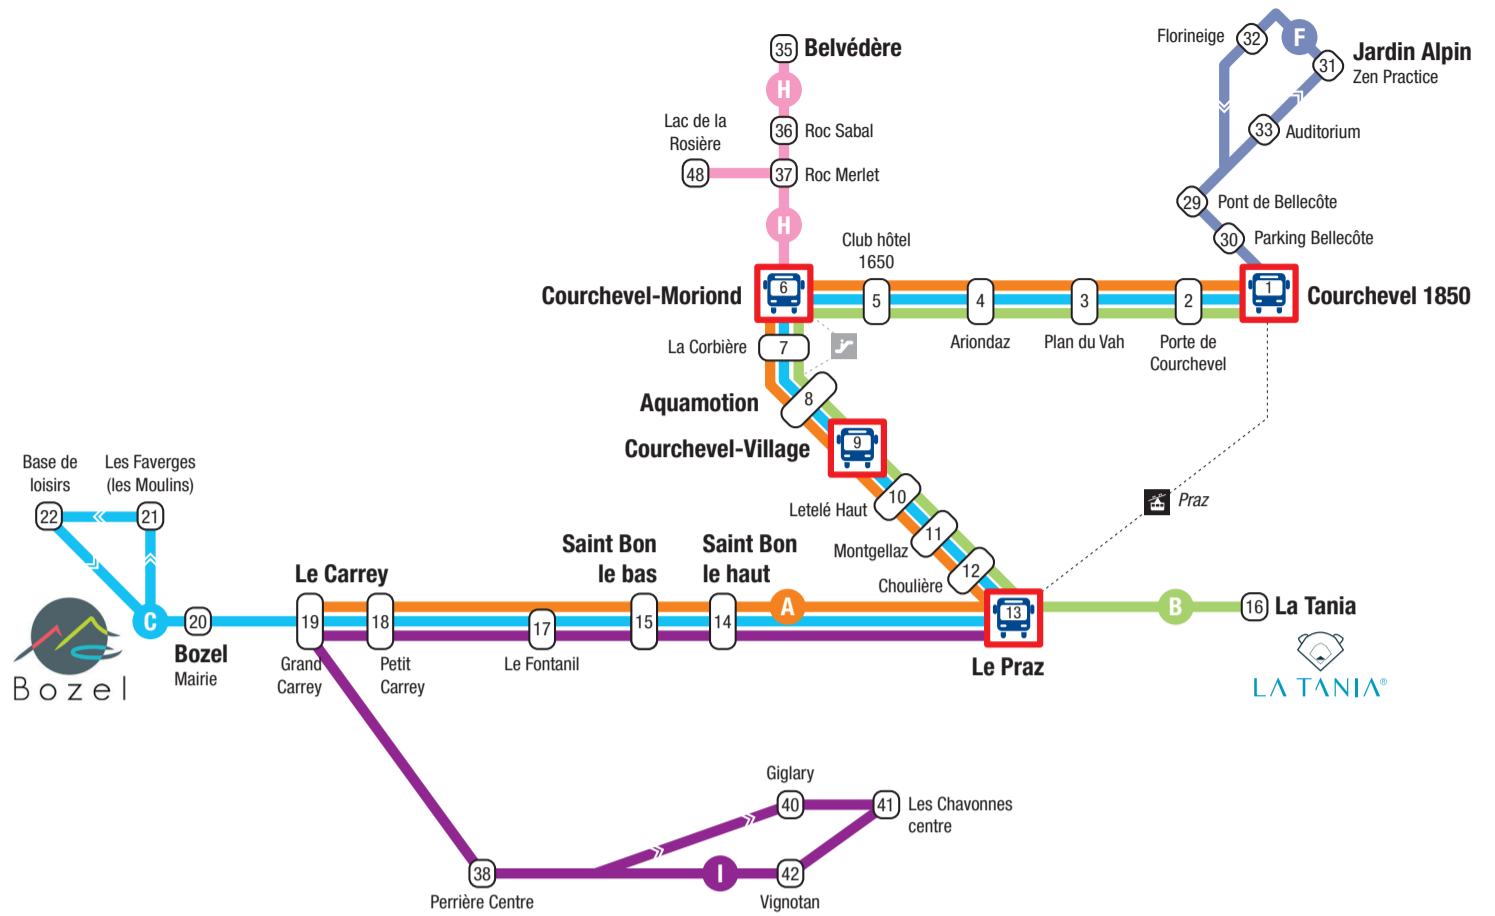 32
Florineige
F
31
Jardin Alpin
Zen Practice
35
Belvédère
H
36
Roc Sabal
33
Auditorium
Lac de la
Rosière
48
37
Roc Merlet
29
Pont de Bellecôte
H
30
Parking Bellecôte
Club hôtel
1650
Courchevel-Moriond
6
5
4
3
2
1
Courchevel 1850
Ariondaz
Plan du Vah
Porte de
Courchevel
La Corbière
7
Aquamotion
8
Courchevel-Village
9
Letelé Haut
10
Praz
Montgellaz
11
Choulière
12
Base de
loisirs
Les Faverges
(les Moulins)
22
21
Saint Bon
le bas
Saint Bon
le haut
Le Carrey
C
20
19
18
17
15
14
A
13
B
16
La Tania
Bozel
Mairie
Grand
Carrey
Petit
Carrey
Le Fontanil
Le Praz
Bozel
LA TANIA®
Giglary
40
41
Les Chavonnes
centre
38
I
42
Perrière Centre
Vignotan